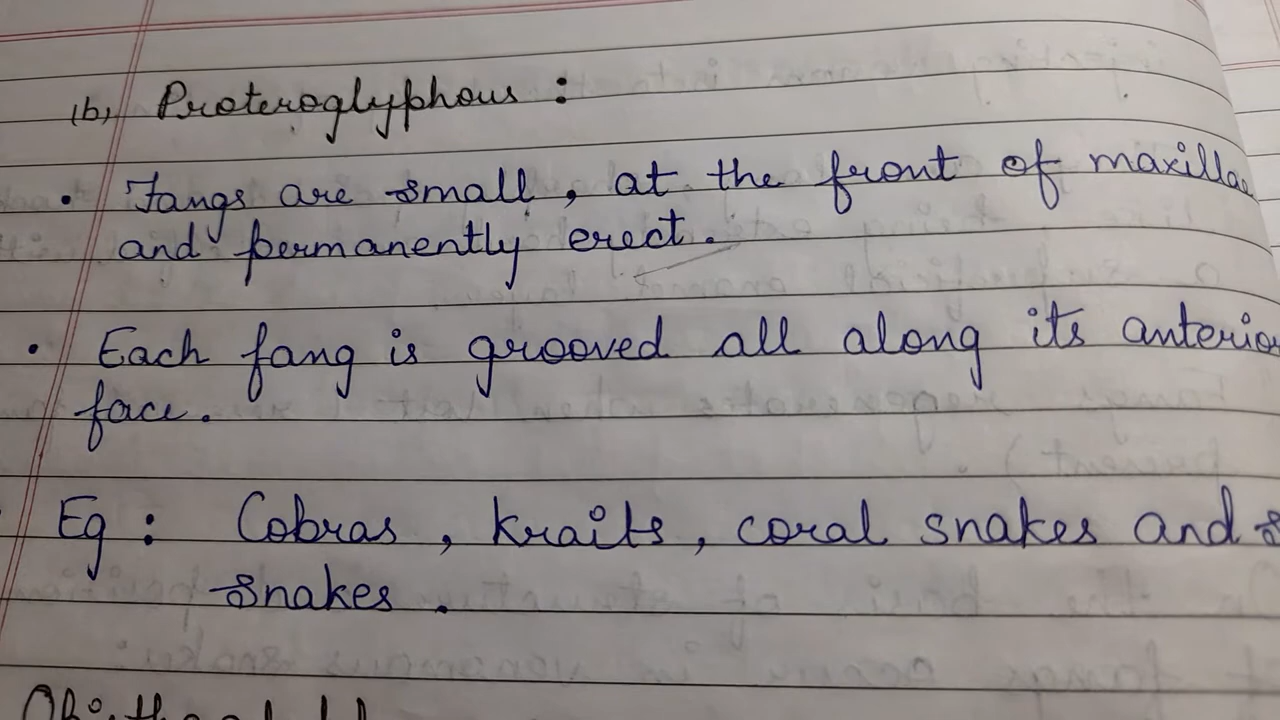 (b) Proteroglyphous :
• Fangs are small, at the front of maxillae
and permanently erect.
• Each fang is grooved all along its anterior
face.
Eg : Cobras, kraits, coral snakes and
snakes.